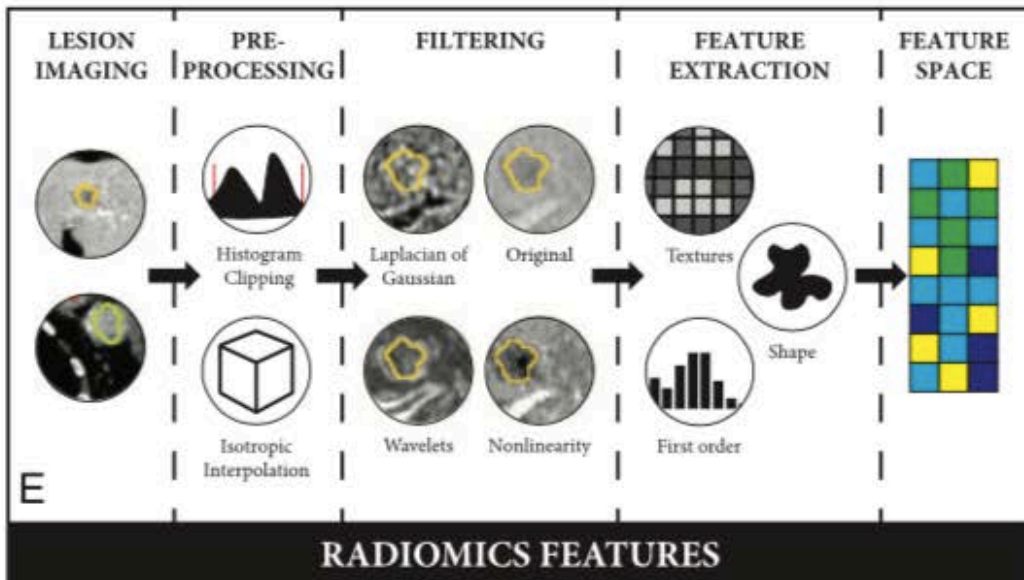 LESION
IMAGING
PRE-
PROCESSING
FILTERING
FEATURE
EXTRACTION
FEATURE
SPACE
Histogram
Clipping
Laplacian of
Gaussian
Original
Textures
Shape
Isotropic
Interpolation
Wavelets
Nonlinearity
First order
E
RADIOMICS FEATURES